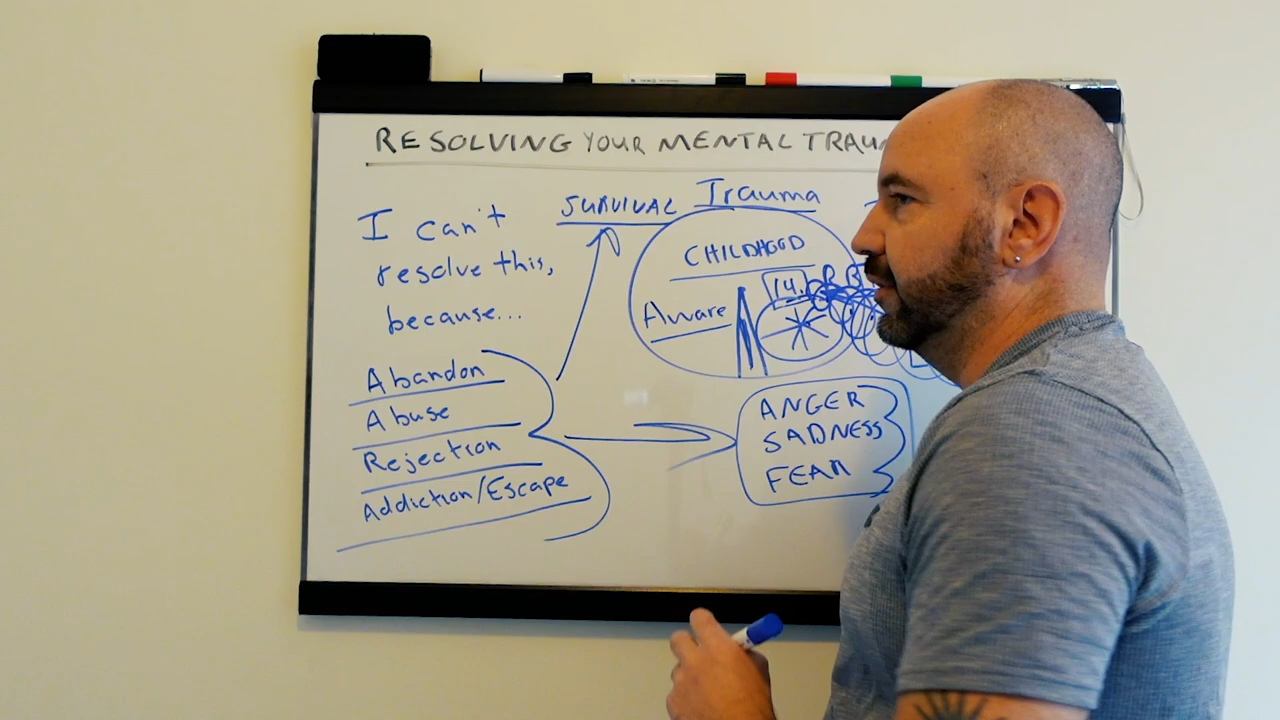 RESOLVING YOUR MENTAL TRAU
SURVIVAL Trauma
I can't
resolve this,
because...
CHILDHOOD
14.
Aware
Abandon
Abuse
Rejection
Addiction/Escape
ANGER
SADNESS
FEAR